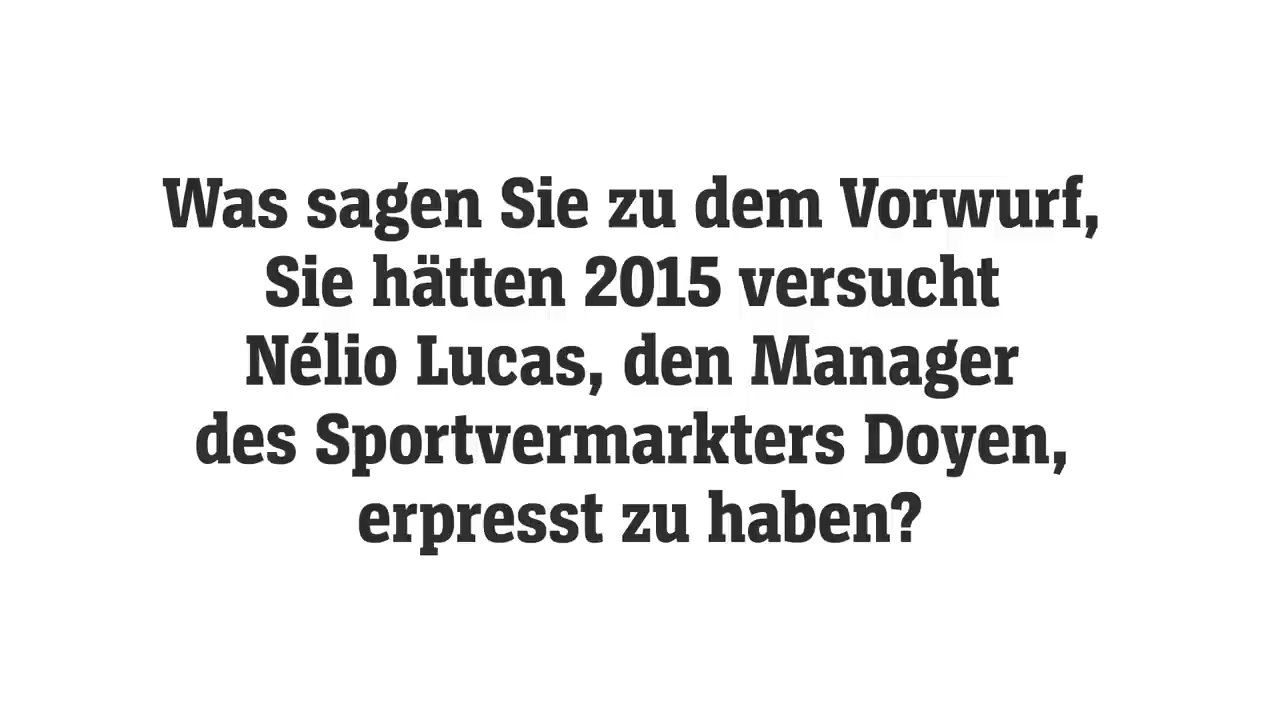 Was sagen Sie zu dem Vorwurf,
Sie hätten 2015 versucht
Nélio Lucas, den Manager
des Sportvermarkters Doyen,
erpresst zu haben?